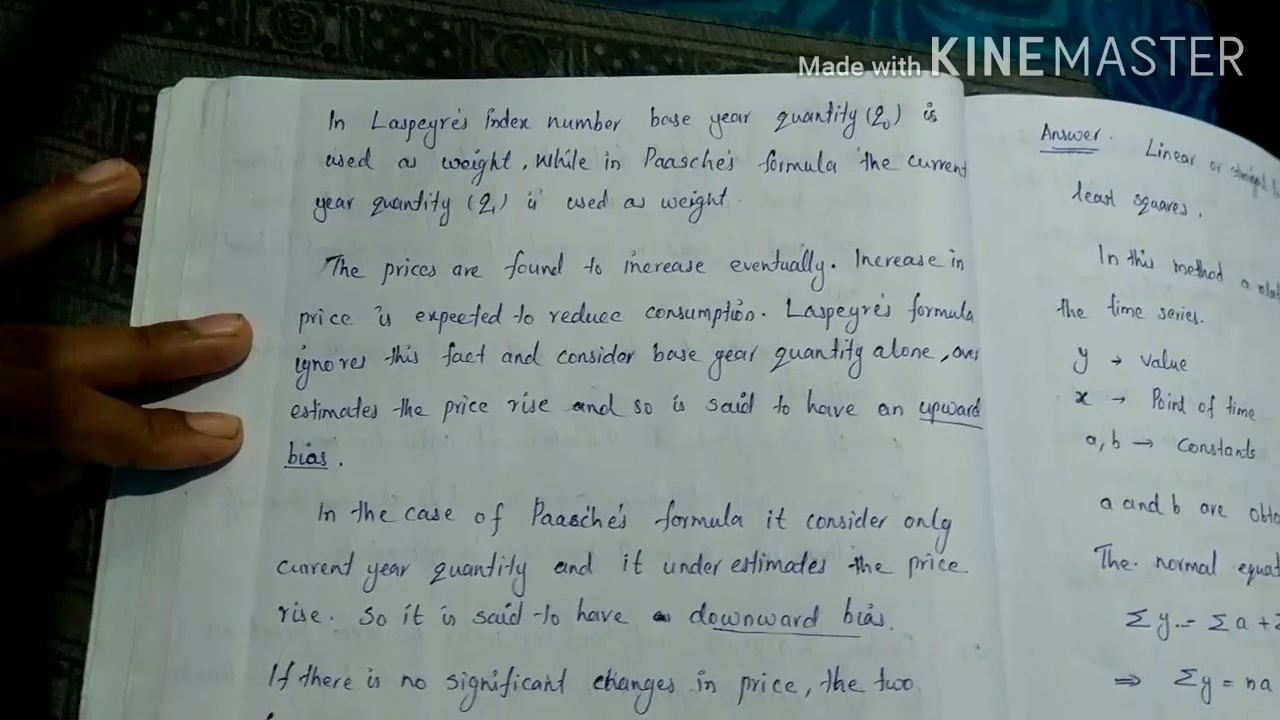 Made with KINEMASTER
In Laspeyre's index number base year quantity (q₀) is
used as weight, while in Paasche's formula the current
year quantity (q₁) is used as weight.
The prices are found to increase eventually. Increase in
price is expected to reduce consumption. Laspeyre's formula
ignores this fact and consider base year quantity alone, over
estimates the price rise and so is said to have an upward
bias.
In the case of Paasche's formula it consider only
current year quantity and it under estimates the price
rise. So it is said to have a downward bias.
If there is no significant changes in price, the two
Answer. Linear or
least squares.
In this method a
the time series.
y → value
x → Point of time
a, b → Constants
a and b are
The normal
Σy = Σa +
⇒ Σy = na